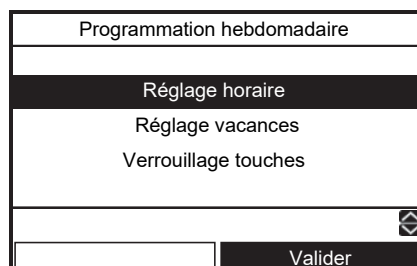 Programmation hebdomadaire
Réglage horaire
Réglage vacances
Verrouillage touches
Valider